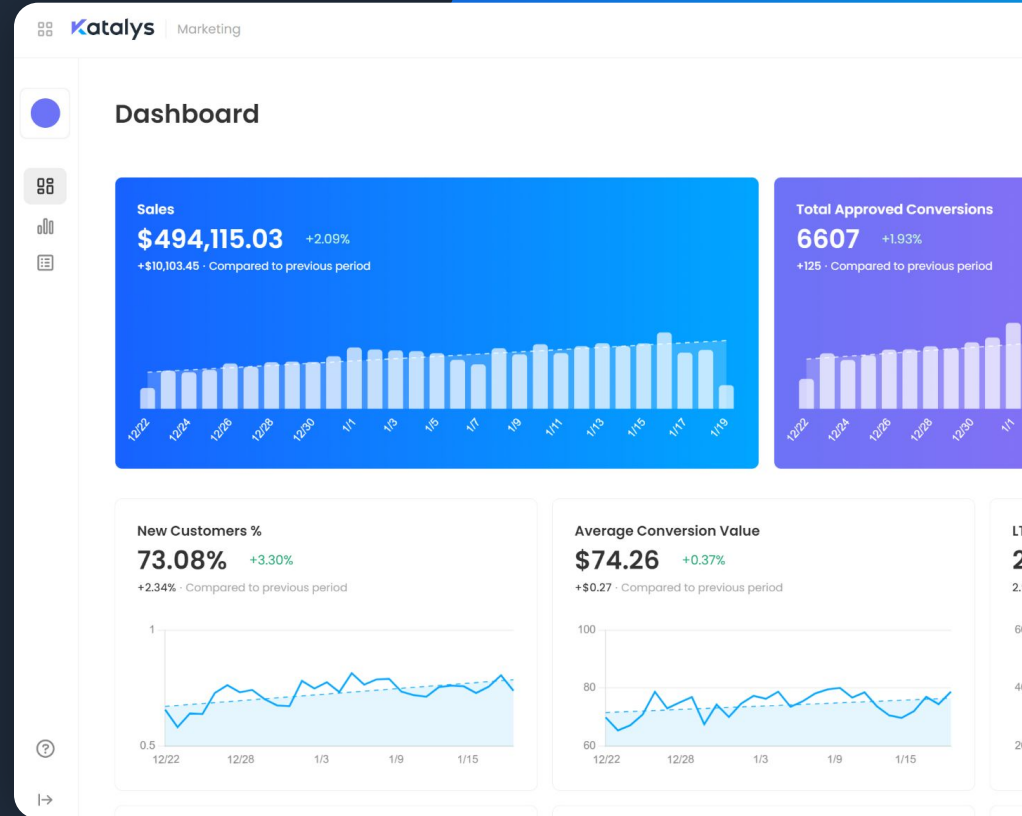 Katalys Marketing
Dashboard
Sales
$494,115.03 +2.09%
+$10,103.45 · Compared to previous period
12/22 12/24 12/26 12/28 12/30 1/1 1/3 1/5 1/7 1/9 1/11 1/13 1/15 1/17 1/19
Total Approved Conversions
6607 +1.93%
+125 · Compared to previous period
12/22 12/24 12/26 12/28 12/30 1/1
New Customers %
73.08% +3.30%
+2.34% · Compared to previous period
1
0.5
12/22 12/28 1/3 1/9 1/15
Average Conversion Value
$74.26 +0.37%
+$0.27 · Compared to previous period
100
80
60
12/22 12/28 1/3 1/9 1/15